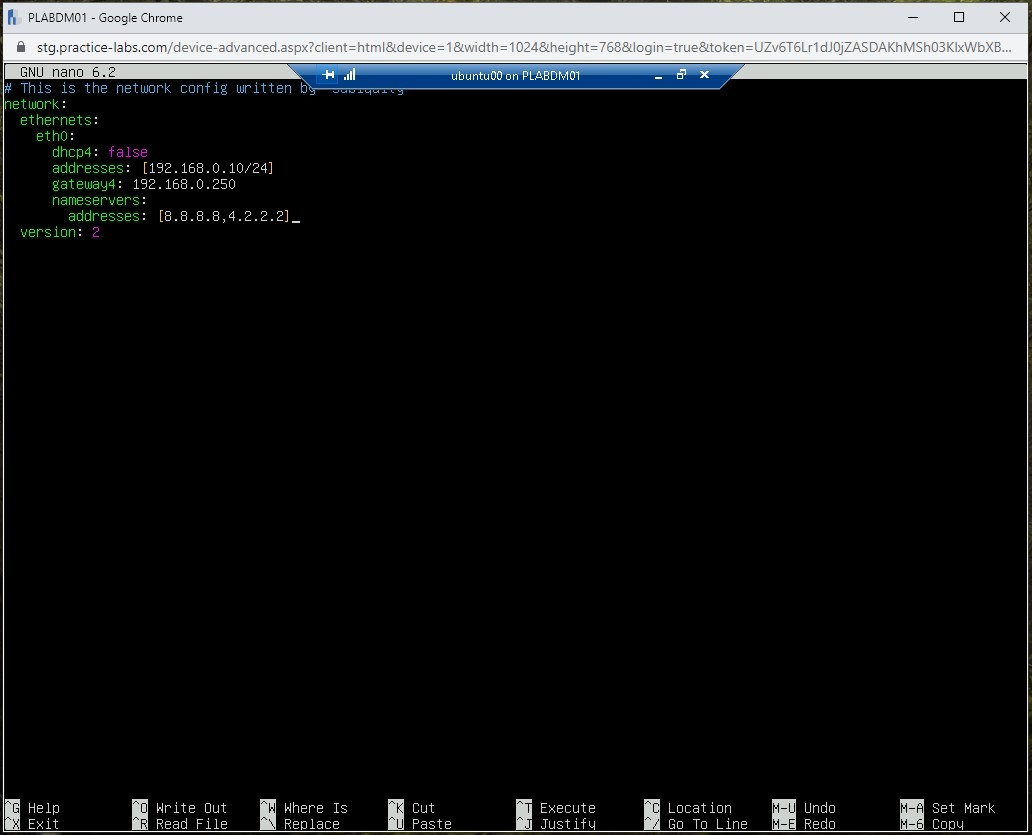 PLABDM01 - Google Chrome
stg.practice-labs.com/device-advanced.aspx?client=html&device=1&width=1024&height=768&login=true&token=UZv6T6Lr1dJ0jZASDAKhMSh03KlxWbXB...
GNU nano 6.2
ubuntu00 on PLABDM01
# This is the network config written by
network:
ethernets:
eth0:
dhcp4: false
addresses: [192.168.0.10/24]
gateway4: 192.168.0.250
nameservers:
addresses: [8.8.8.8,4.2.2.2]_
version: 2
^G Help ^O Write Out ^W Where Is ^K Cut ^T Execute ^C Location M-U Undo M-A Set Mark
^X Exit ^R Read File ^\ Replace ^U Paste ^J Justify ^/ Go To Line M-E Redo M-6 Copy